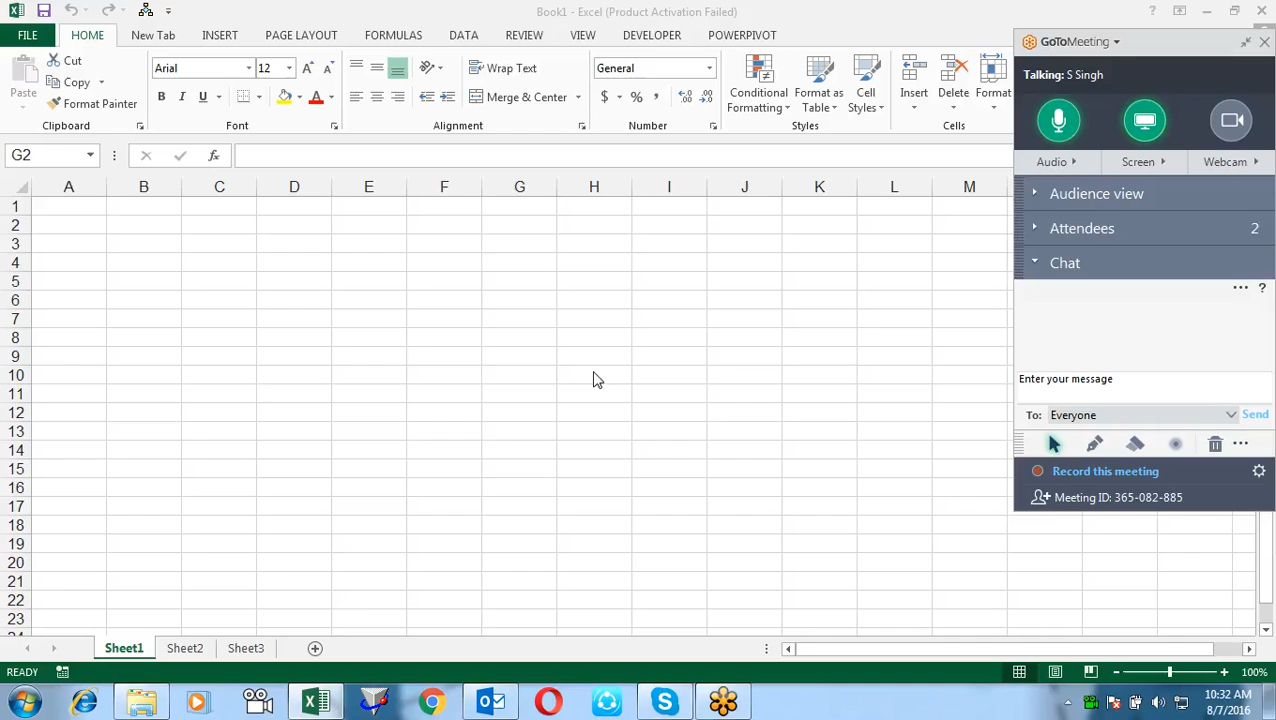 Book1 - Excel (Product Activation Failed)
FILE HOME New Tab INSERT PAGE LAYOUT FORMULAS DATA REVIEW VIEW DEVELOPER POWERPIVOT
Paste
Cut
Copy
Format Painter
Clipboard
Arial 12
B I U
Font
Wrap Text
Merge & Center
Alignment
General
$ % ,
Number
Conditional Formatting
Format as Table
Cell Styles
Styles
Insert Delete Format
Cells
G2
fx
A B C D E F G H I J K L M
1
2
3
4
5
6
7
8
9
10
11
12
13
14
15
16
17
18
19
20
21
22
23
24
Sheet1 Sheet2 Sheet3
READY
100%
GoToMeeting
Talking: S Singh
Audio Screen Webcam
Audience view
Attendees 2
Chat
?
Enter your message
To: Everyone Send
Record this meeting
Meeting ID: 365-082-885
10:32 AM
8/7/2016